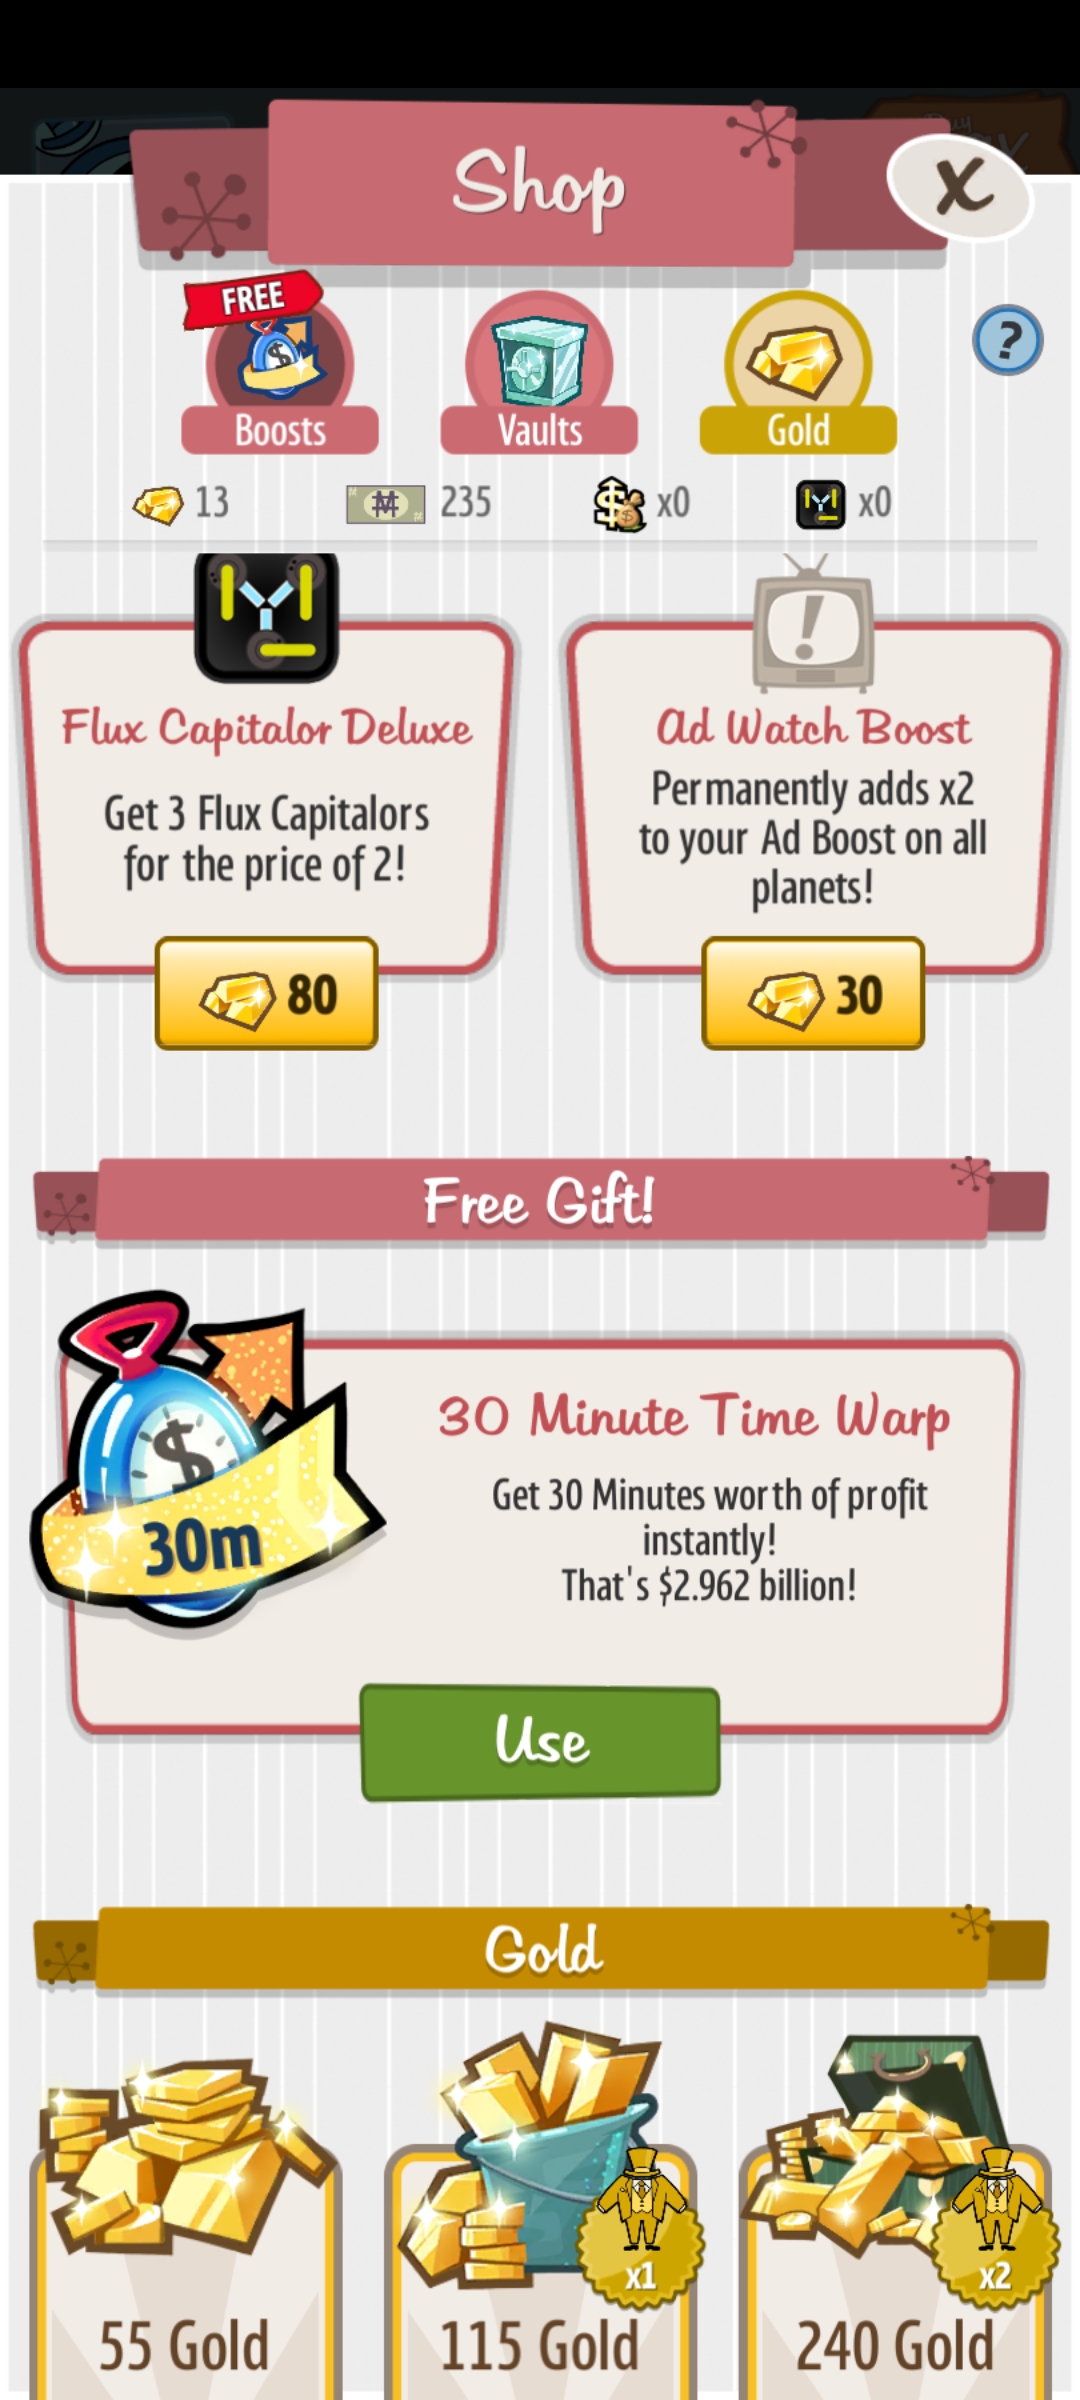 Shop
X
FREE
Boosts
Vaults
Gold
?
13
235
x0
x0
Flux Capitalor Deluxe
Get 3 Flux Capitalors
for the price of 2!
80
Ad Watch Boost
Permanently adds x2
to your Ad Boost on all
planets!
30
Free Gift!
30m
30 Minute Time Warp
Get 30 Minutes worth of profit
instantly!
That's $2.962 billion!
Use
Gold
x1
x2
55 Gold
115 Gold
240 Gold